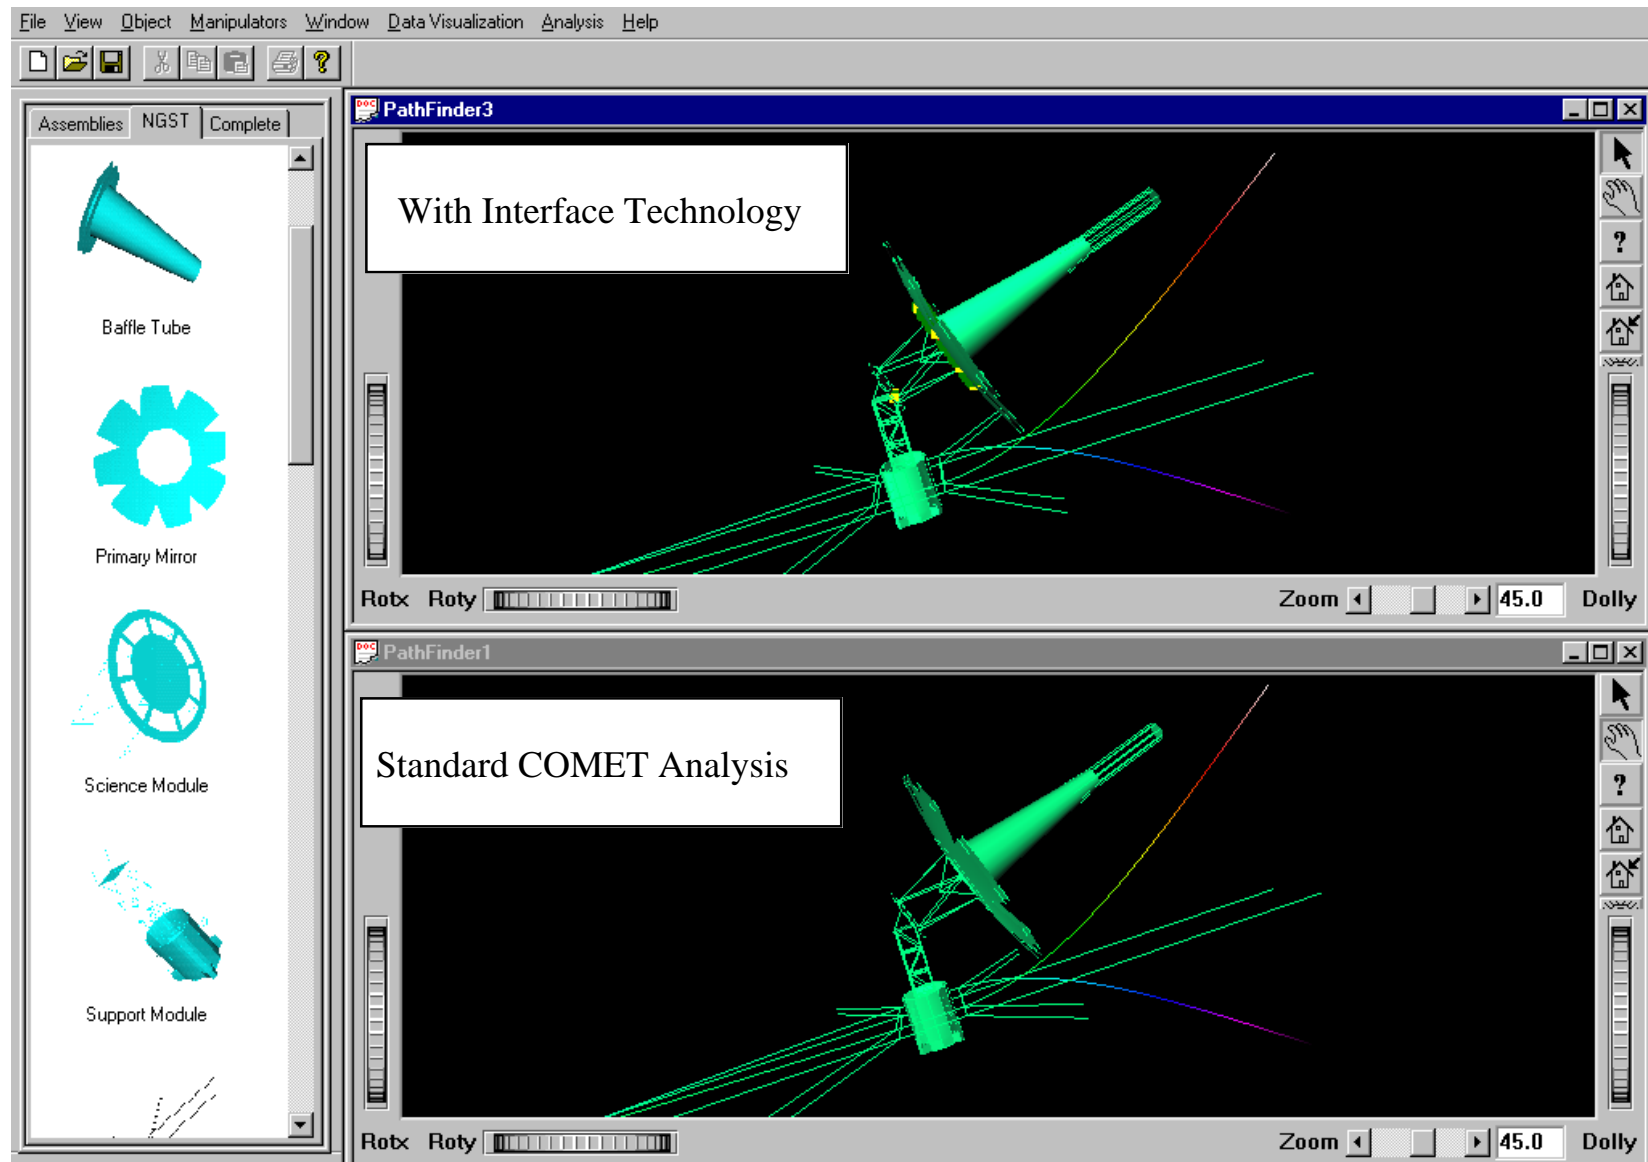 File View Object Manipulators Window Data Visualization Analysis Help
Assemblies NGST Complete
Baffle Tube
Primary Mirror
Science Module
Support Module
DOC PathFinder3
With Interface Technology
?
Rotx Roty Zoom 45.0 Dolly
DOC PathFinder1
Standard COMET Analysis
?
Rotx Roty Zoom 45.0 Dolly